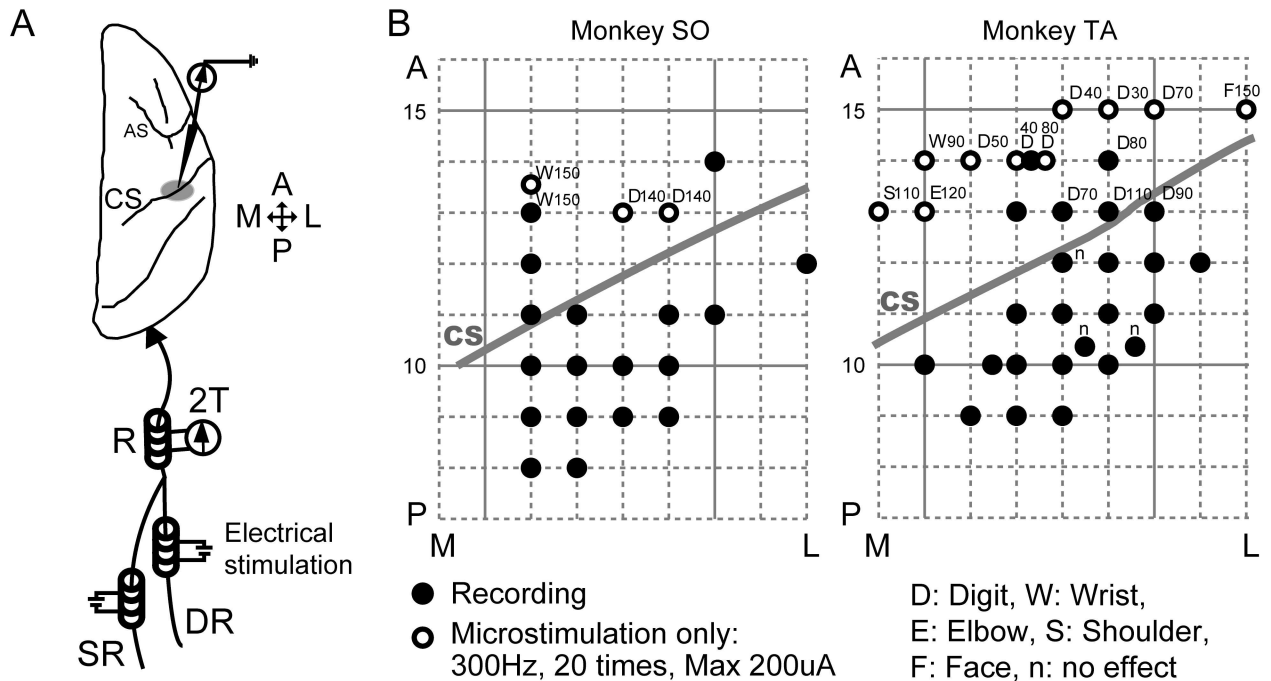 A
AS
CS
A
M L
P
2T
R
Electrical
stimulation
DR
SR
B
Monkey SO
A
15
W150
W150
D140 D140
CS
10
P
M L
Monkey TA
A
15
D40 D30 D70 F150
W90 D50 40 80
D D D80
S110 E120 D70 D110 D90
n
CS
n n
10
P
M L
Recording
Microstimulation only:
300Hz, 20 times, Max 200uA
D: Digit, W: Wrist,
E: Elbow, S: Shoulder,
F: Face, n: no effect